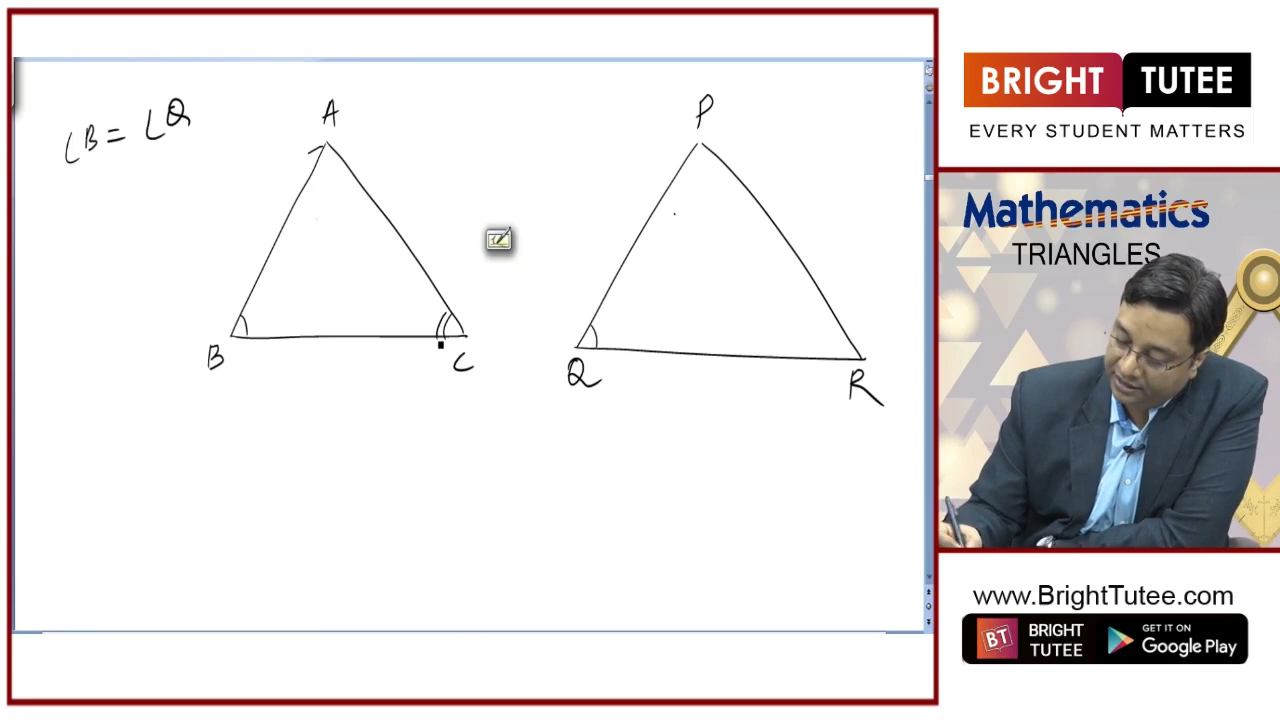 ∠B = ∠Q
A
B
C
P
Q
R
BRIGHT TUTEE
EVERY STUDENT MATTERS
Mathematics
TRIANGLES
www.BrightTutee.com
BT
BRIGHT
TUTEE
GET IT ON
Google Play